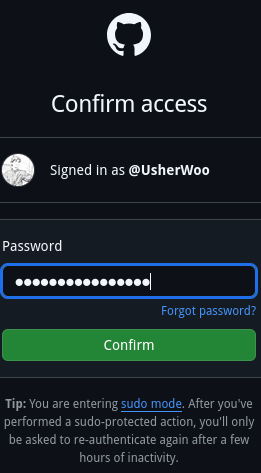 Confirm access
Signed in as @UsherWoo
Password
●●●●●●●●●●●●●●●●
Forgot password?
Confirm
Tip: You are entering sudo mode. After you've
performed a sudo-protected action, you'll only
be asked to re-authenticate again after a few
hours of inactivity.